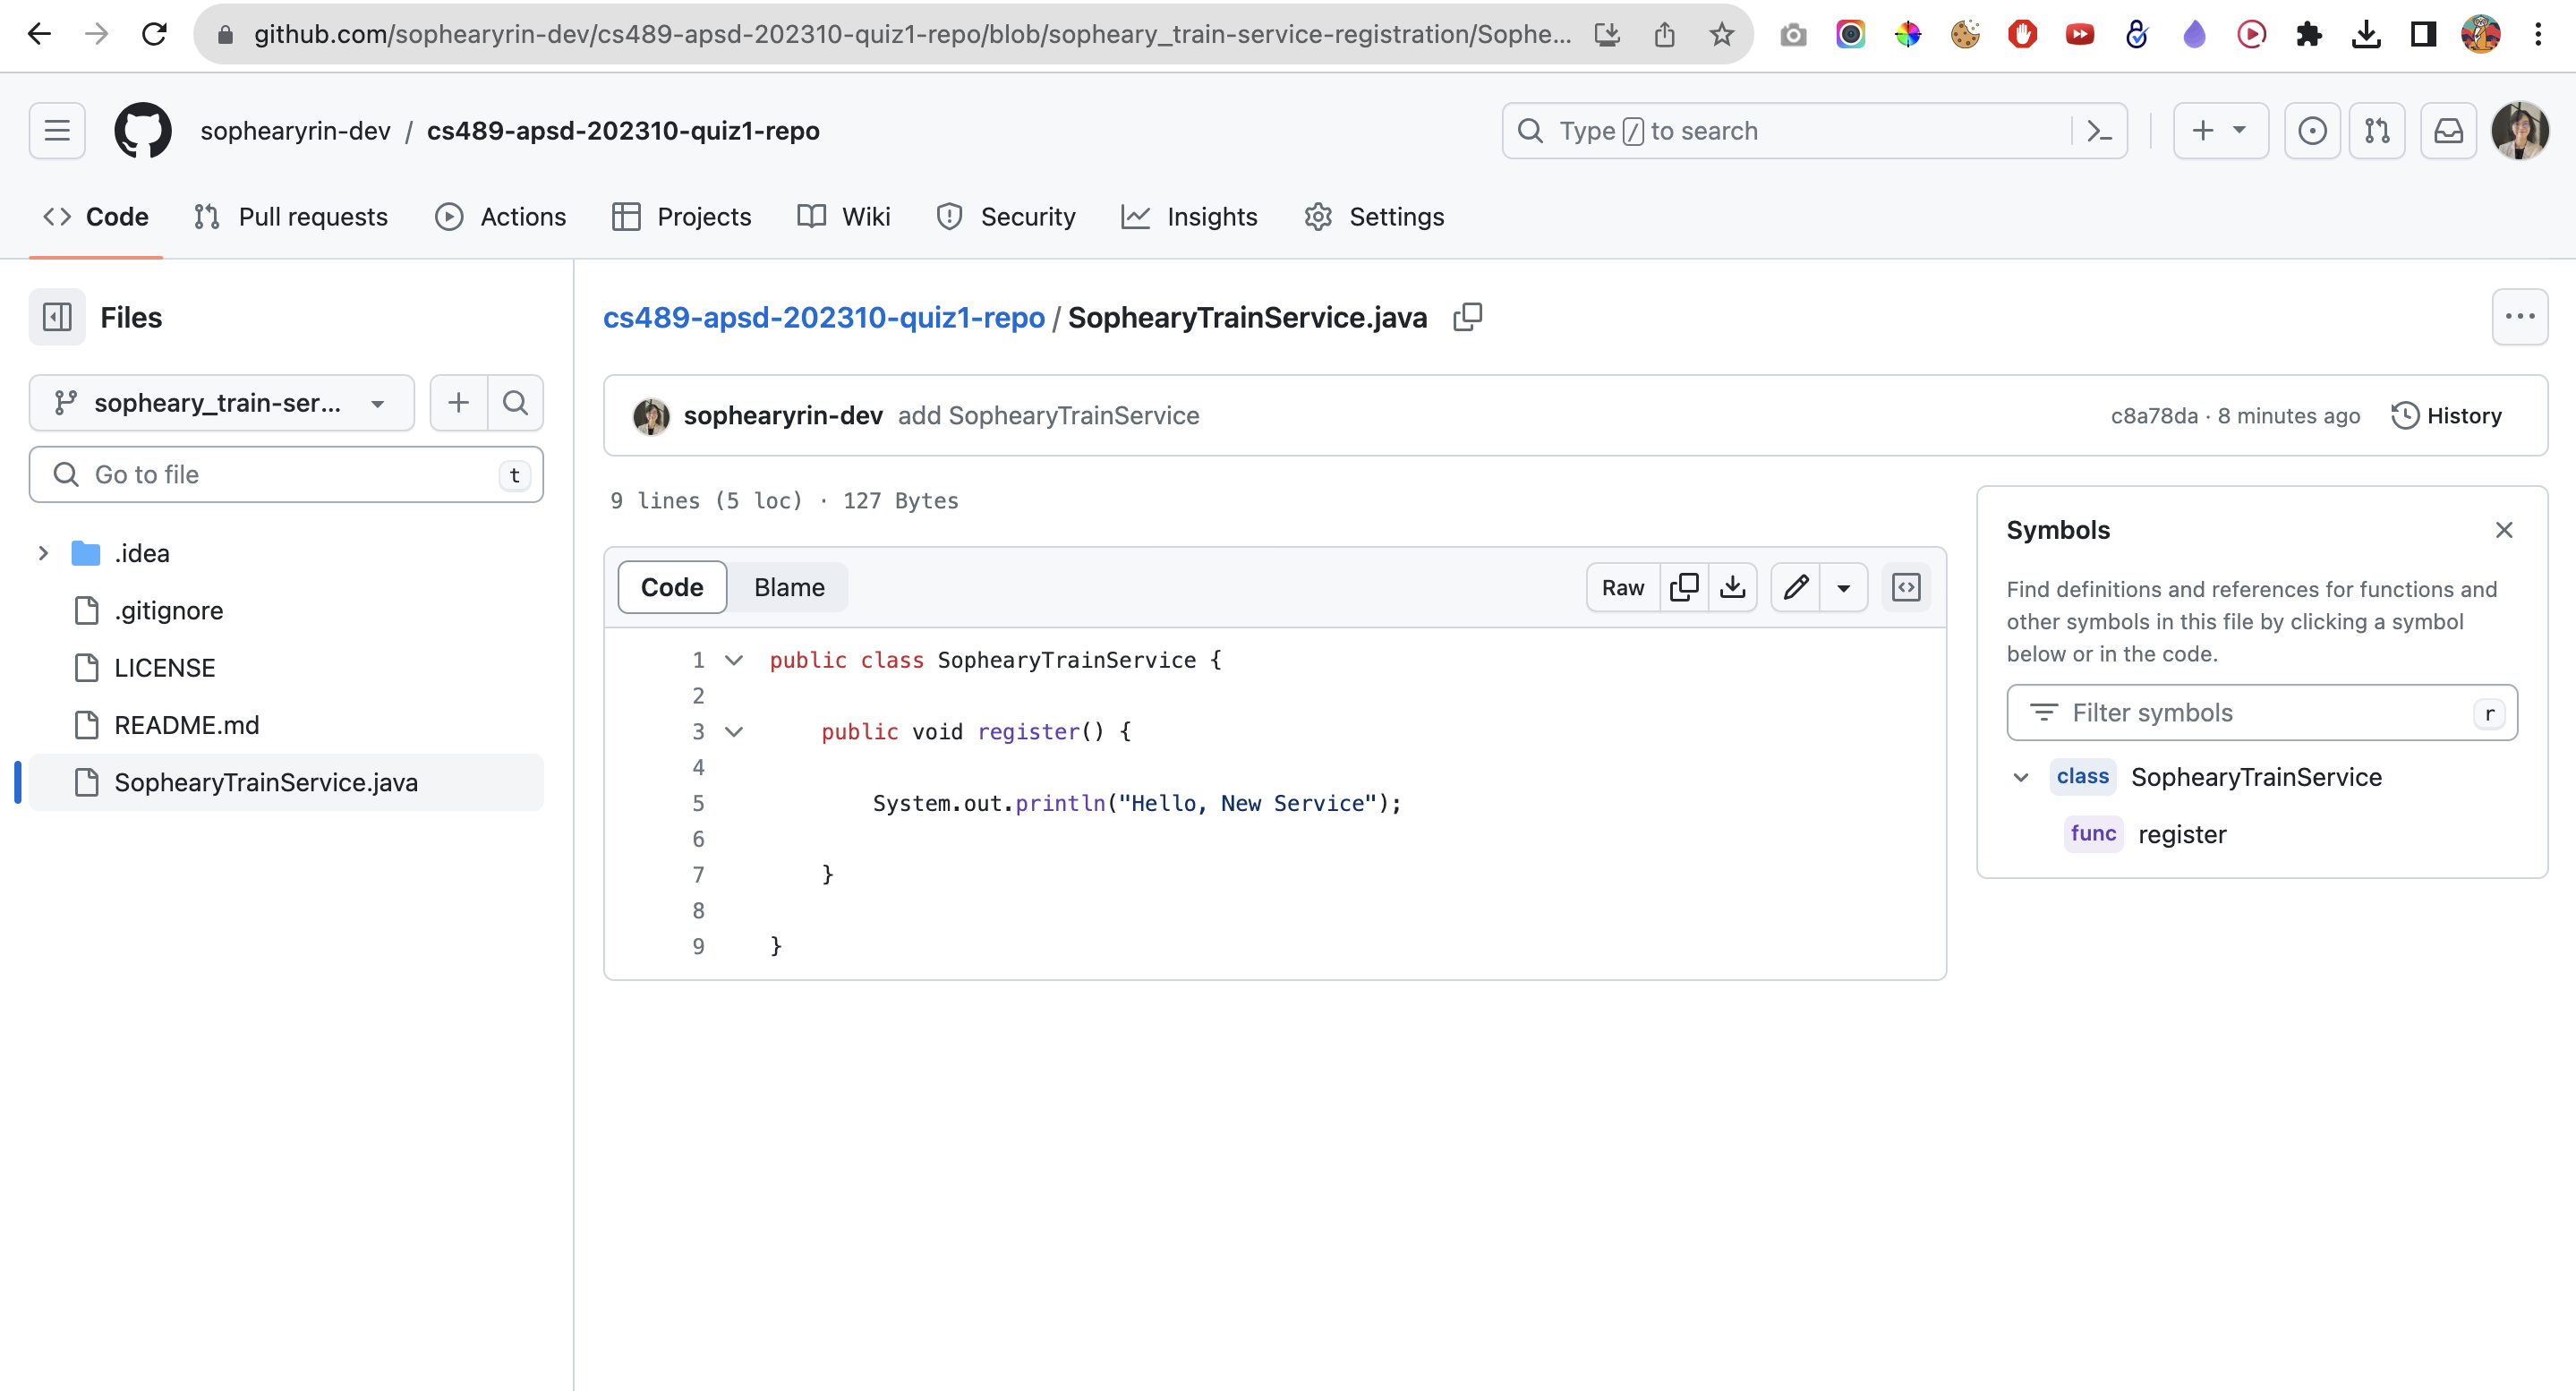 github.com/sophearyrin-dev/cs489-apsd-202310-quiz1-repo/blob/sopheary_train-service-registration/Sophe...
sophearyrin-dev / cs489-apsd-202310-quiz1-repo
Type / to search
Code Pull requests Actions Projects Wiki Security Insights Settings
Files
sopheary_train-ser...
Go to file t
.idea
.gitignore
LICENSE
README.md
SophearyTrainService.java
cs489-apsd-202310-quiz1-repo / SophearyTrainService.java
sophearyrin-dev add SophearyTrainService c8a78da · 8 minutes ago History
9 lines (5 loc) · 127 Bytes
Code Blame Raw
1 public class SophearyTrainService {
2
3 public void register() {
4
5 System.out.println("Hello, New Service");
6
7 }
8
9 }
Symbols
Find definitions and references for functions and
other symbols in this file by clicking a symbol
below or in the code.
Filter symbols r
class SophearyTrainService
func register